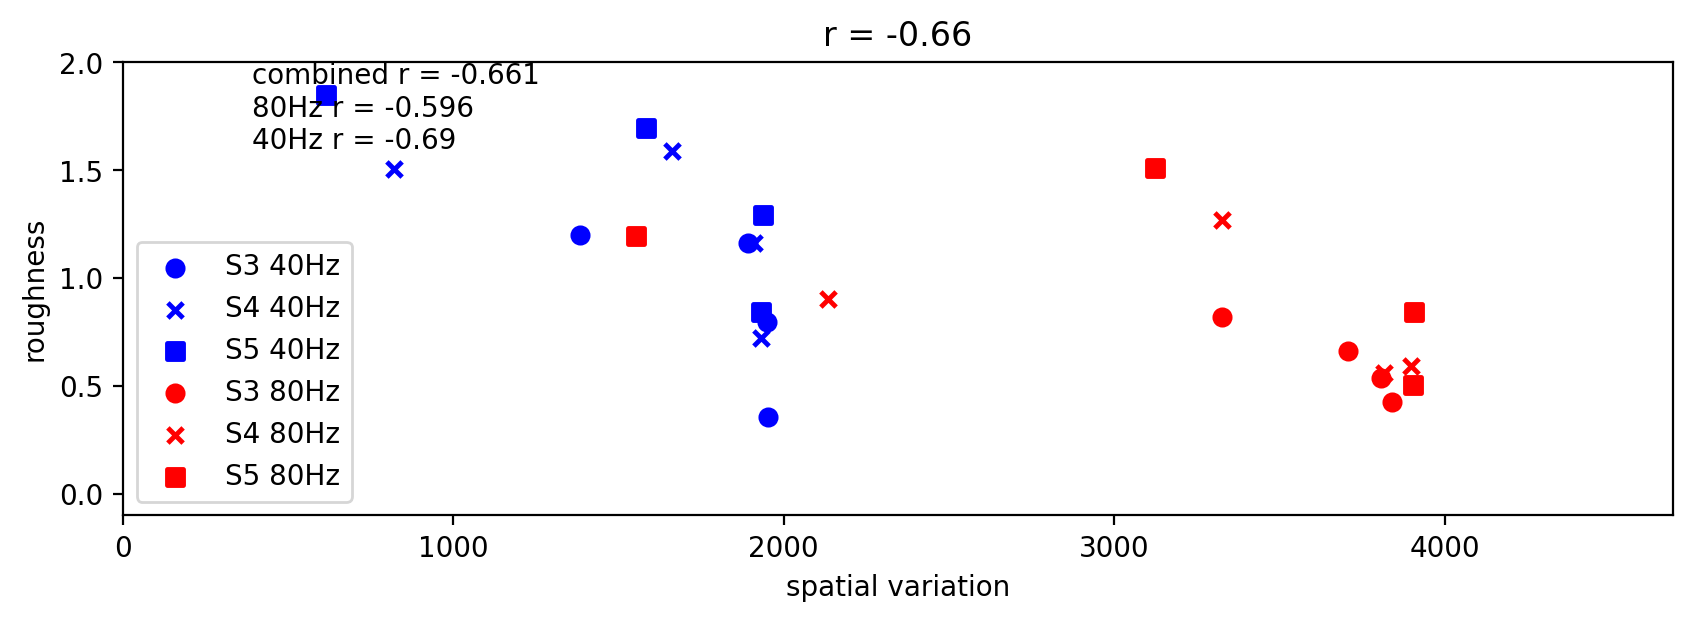 r = -0.66
combined r = -0.661
80Hz r = -0.596
40Hz r = -0.69
2.0
1.5
1.0
0.5
0.0
roughness
S3 40Hz
S4 40Hz
S5 40Hz
S3 80Hz
S4 80Hz
S5 80Hz
0 1000 2000 3000 4000
spatial variation